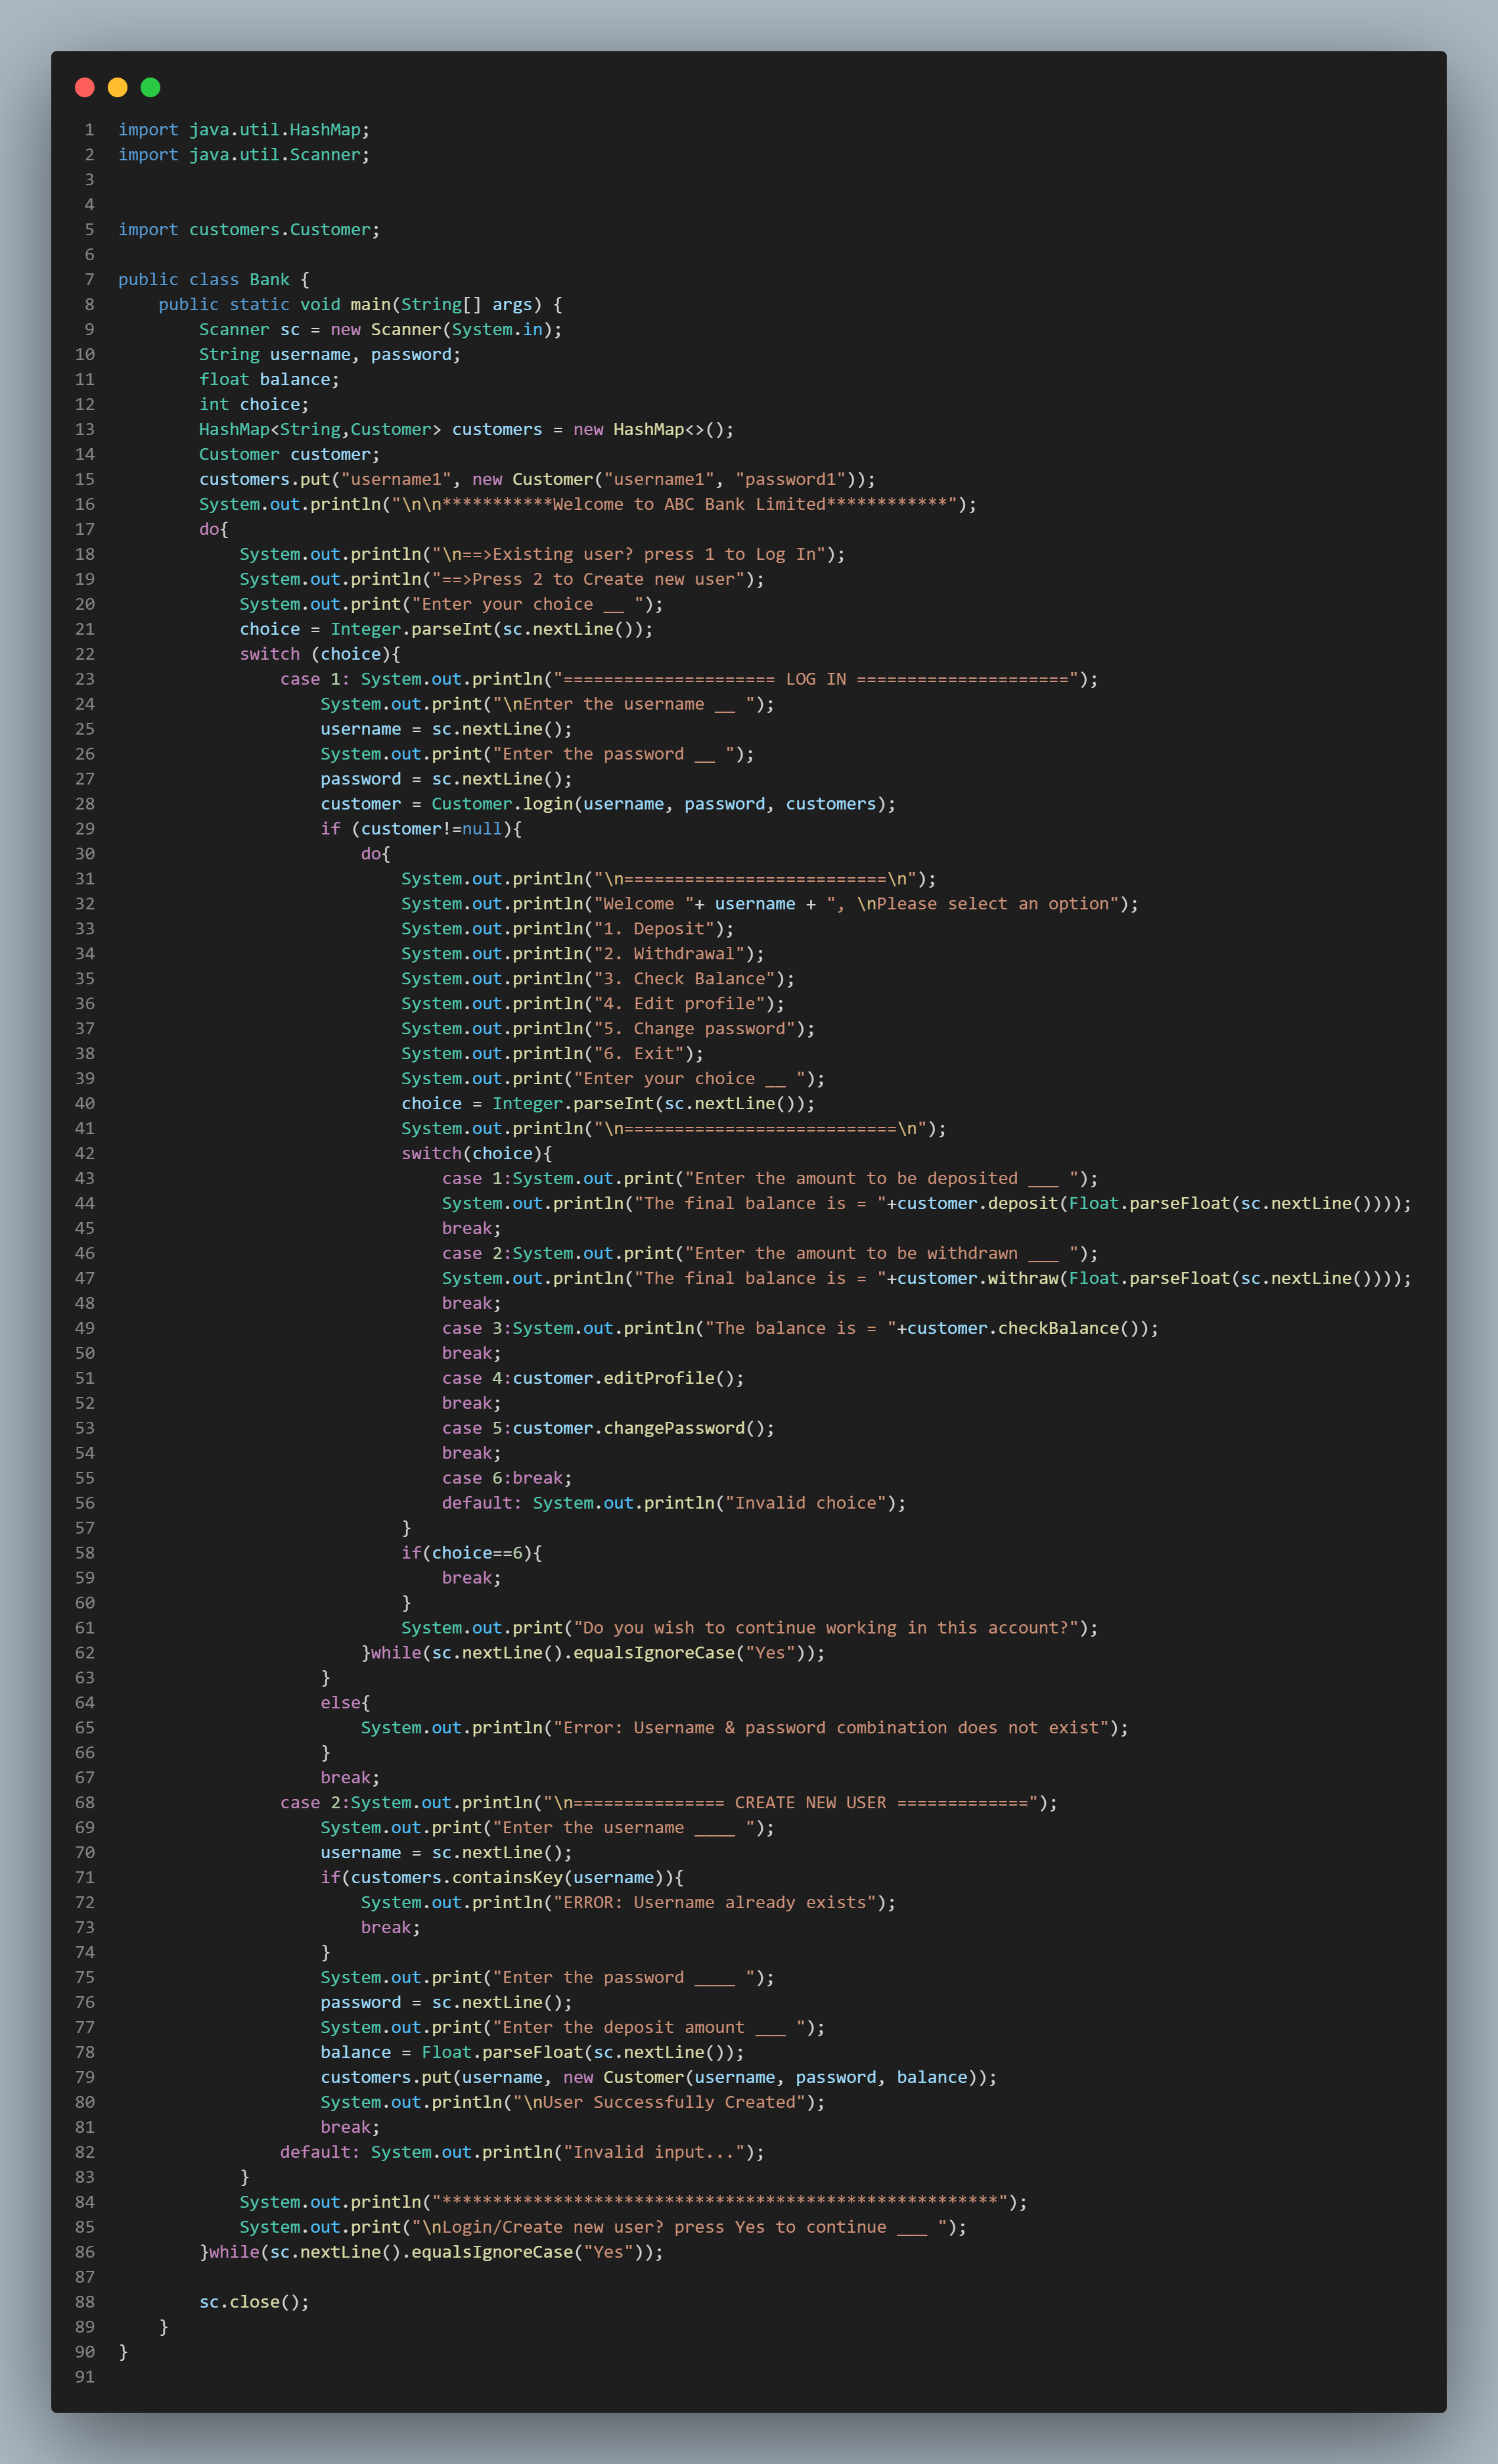 1 import java.util.HashMap;
2 import java.util.Scanner;
3
4
5 import customers.Customer;
6
7 public class Bank {
8     public static void main(String[] args) {
9         Scanner sc = new Scanner(System.in);
10         String username, password;
11         float balance;
12         int choice;
13         HashMap<String,Customer> customers = new HashMap<>();
14         Customer customer;
15         customers.put("username1", new Customer("username1", "password1"));
16         System.out.println("\n\n***********Welcome to ABC Bank Limited************");
17         do{
18             System.out.println("\n==>Existing user? press 1 to Log In");
19             System.out.println("==>Press 2 to Create new user");
20             System.out.print("Enter your choice __ ");
21             choice = Integer.parseInt(sc.nextLine());
22             switch (choice){
23                 case 1: System.out.println("===================== LOG IN =====================");
24                     System.out.print("\nEnter the username __ ");
25                     username = sc.nextLine();
26                     System.out.print("Enter the password __ ");
27                     password = sc.nextLine();
28                     customer = Customer.login(username, password, customers);
29                     if (customer!=null){
30                         do{
31                             System.out.println("\n==========================\n");
32                             System.out.println("Welcome "+ username + ", \nPlease select an option");
33                             System.out.println("1. Deposit");
34                             System.out.println("2. Withdrawal");
35                             System.out.println("3. Check Balance");
36                             System.out.println("4. Edit profile");
37                             System.out.println("5. Change password");
38                             System.out.println("6. Exit");
39                             System.out.print("Enter your choice __ ");
40                             choice = Integer.parseInt(sc.nextLine());
41                             System.out.println("\n===========================\n");
42                             switch(choice){
43                                 case 1:System.out.print("Enter the amount to be deposited ___ ");
44                                 System.out.println("The final balance is = "+customer.deposit(Float.parseFloat(sc.nextLine())));
45                                 break;
46                                 case 2:System.out.print("Enter the amount to be withdrawn ___ ");
47                                 System.out.println("The final balance is = "+customer.withraw(Float.parseFloat(sc.nextLine())));
48                                 break;
49                                 case 3:System.out.println("The balance is = "+customer.checkBalance());
50                                 break;
51                                 case 4:customer.editProfile();
52                                 break;
53                                 case 5:customer.changePassword();
54                                 break;
55                                 case 6:break;
56                                 default: System.out.println("Invalid choice");
57                             }
58                             if(choice==6){
59                                 break;
60                             }
61                             System.out.print("Do you wish to continue working in this account?");
62                         }while(sc.nextLine().equalsIgnoreCase("Yes"));
63                     }
64                     else{
65                         System.out.println("Error: Username & password combination does not exist");
66                     }
67                     break;
68                 case 2:System.out.println("\n=============== CREATE NEW USER =============");
69                     System.out.print("Enter the username ____ ");
70                     username = sc.nextLine();
71                     if(customers.containsKey(username)){
72                         System.out.println("ERROR: Username already exists");
73                         break;
74                     }
75                     System.out.print("Enter the password ____ ");
76                     password = sc.nextLine();
77                     System.out.print("Enter the deposit amount ___ ");
78                     balance = Float.parseFloat(sc.nextLine());
79                     customers.put(username, new Customer(username, password, balance));
80                     System.out.println("\nUser Successfully Created");
81                     break;
82                 default: System.out.println("Invalid input...");
83             }
84             System.out.println("*******************************************************");
85             System.out.print("\nLogin/Create new user? press Yes to continue ___ ");
86         }while(sc.nextLine().equalsIgnoreCase("Yes"));
87
88         sc.close();
89     }
90 }
91